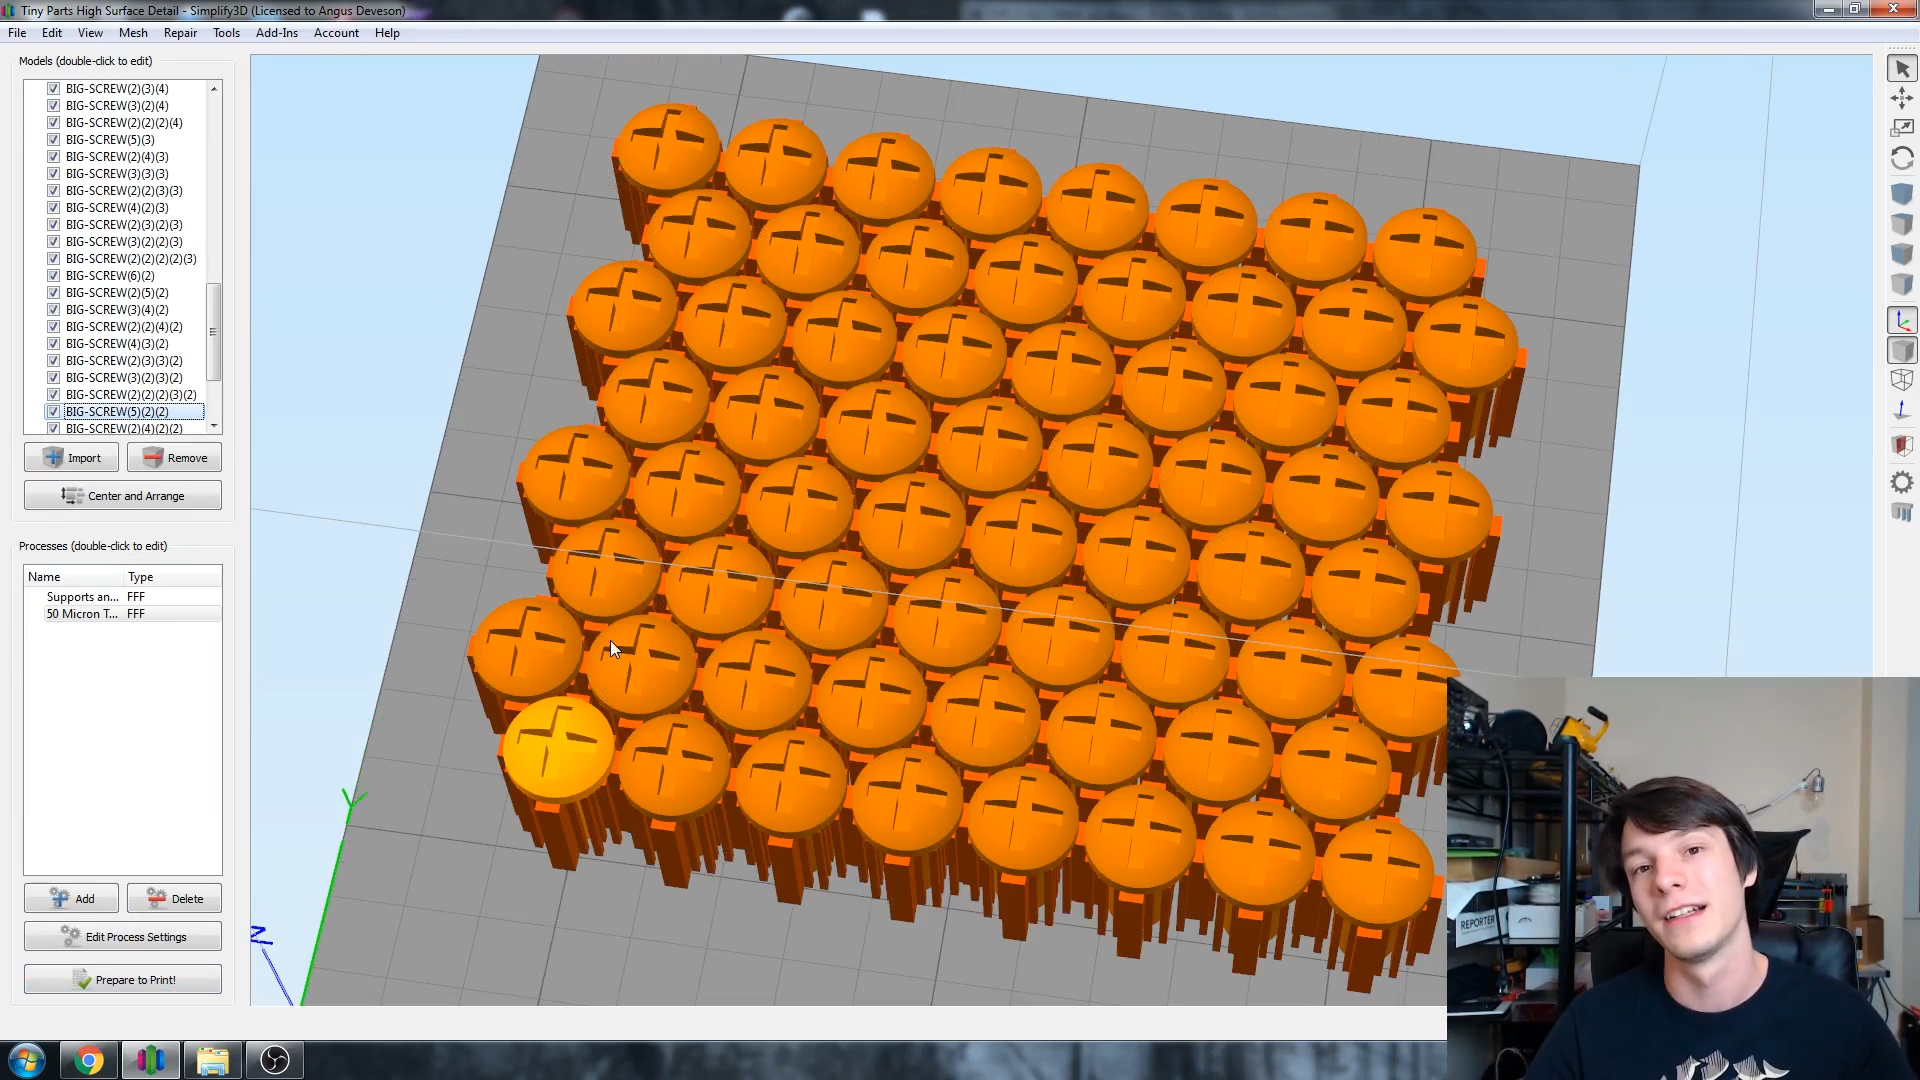 Tiny Parts High Surface Detail - Simplify3D (Licensed to Angus Deveson)
File Edit View Mesh Repair Tools Add-Ins Account Help
Models (double-click to edit)
BIG-SCREW(2)(3)(4)
BIG-SCREW(3)(2)(4)
BIG-SCREW(2)(2)(2)(4)
BIG-SCREW(5)(3)
BIG-SCREW(2)(4)(3)
BIG-SCREW(3)(3)(3)
BIG-SCREW(2)(2)(3)(3)
BIG-SCREW(4)(2)(3)
BIG-SCREW(2)(3)(2)(3)
BIG-SCREW(3)(2)(2)(3)
BIG-SCREW(2)(2)(2)(2)(3)
BIG-SCREW(6)(2)
BIG-SCREW(2)(5)(2)
BIG-SCREW(3)(4)(2)
BIG-SCREW(2)(2)(4)(2)
BIG-SCREW(4)(3)(2)
BIG-SCREW(2)(3)(3)(2)
BIG-SCREW(3)(2)(3)(2)
BIG-SCREW(2)(2)(2)(3)(2)
BIG-SCREW(5)(2)(2)
BIG-SCREW(2)(4)(2)(2)
Import Remove
Center and Arrange
Processes (double-click to edit)
Name Type
Supports an... FFF
50 Micron T... FFF
Add Delete
Edit Process Settings
Prepare to Print!
Y
Z
REPORTER